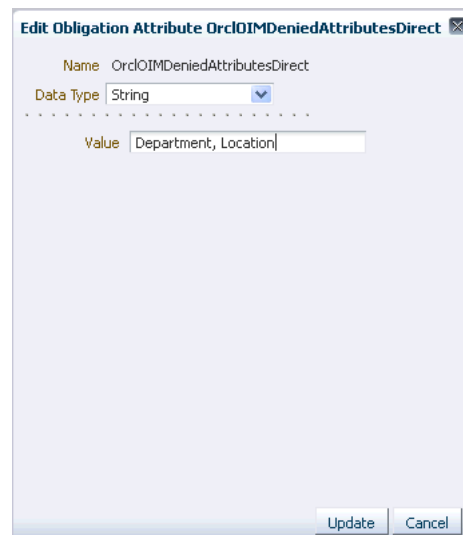 Edit Obligation Attribute OrclOIMDeniedAttributesDirect
Name OrclOIMDeniedAttributesDirect
Data Type String
Value Department, Location
Update Cancel